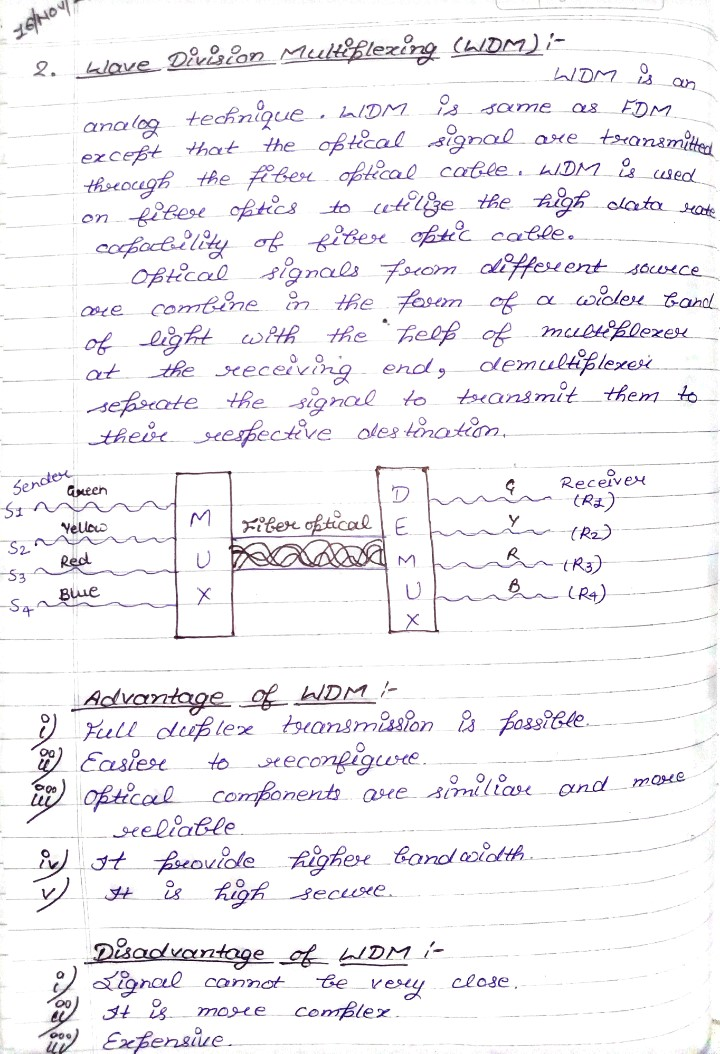 16/Nov/
2. Wave Division Multiplexing (WDM) :-
WDM is an
analog technique. WDM is same as FDM
except that the optical signal are transmitted
through the fiber optical cable. WDM is used
on fiber optics to utilize the high data rate
capability of fiber optic cable.
Optical signals from different source
are combine in the form of a wider band
of light with the help of multiplexer
at the receiving end, demultiplexer
seprate the signal to transmit them to
their respective destination.
Sender
Green
S1
Yellow
S2
Red
S3
Blue
S4
MUX
Fiber optical
DEMUX
Receiver
G (R1)
Y (R2)
R (R3)
B (R4)
Advantage of WDM :-
i) Full duplex transmission is possible.
ii) Easier to reconfigure.
iii) Optical components are similiar and more
reliable
iv) It provide higher bandwidth.
v) It is high secure.
Disadvantage of WDM :-
i) Signal cannot be very close.
ii) It is more complex.
iii) Expensive.